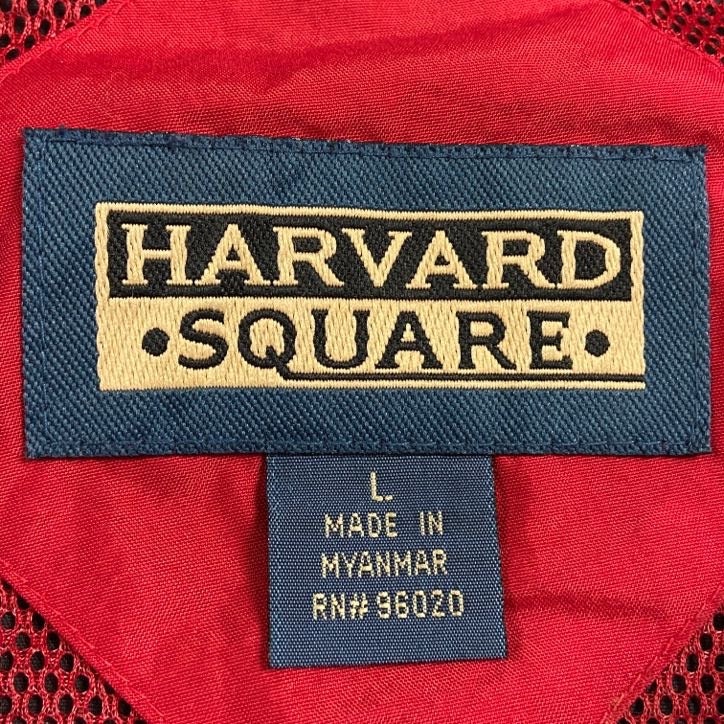 HARVARD
•SQUARE•
L.
MADE IN
MYANMAR
RN# 96020